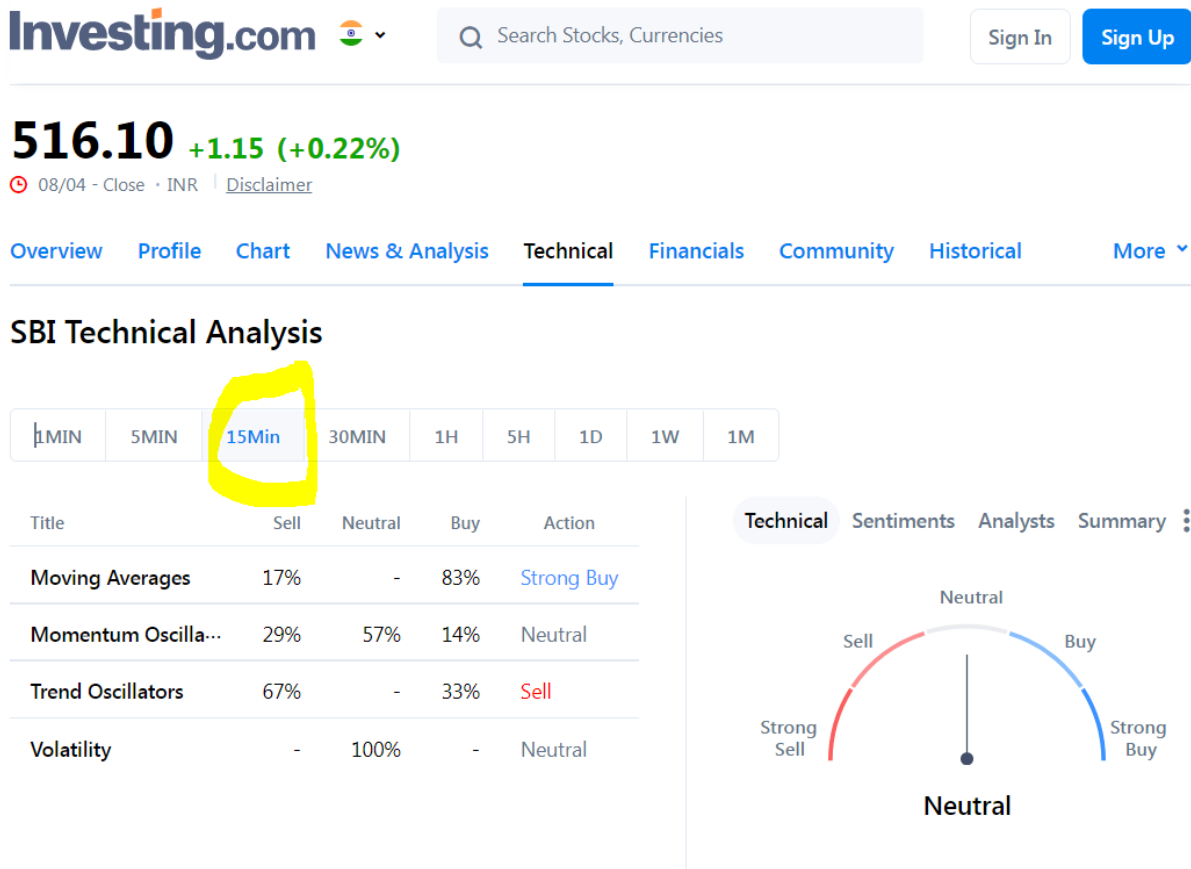 Investing.com
Search Stocks, Currencies
Sign In
Sign Up
516.10 +1.15 (+0.22%)
08/04 - Close · INR Disclaimer
Overview Profile Chart News & Analysis Technical Financials Community Historical More
SBI Technical Analysis
1MIN 5MIN 15Min 30MIN 1H 5H 1D 1W 1M
Title Sell Neutral Buy Action
Moving Averages 17% - 83% Strong Buy
Momentum Oscilla... 29% 57% 14% Neutral
Trend Oscillators 67% - 33% Sell
Volatility - 100% - Neutral
Technical Sentiments Analysts Summary
Neutral
Sell Buy
Strong Sell
Strong Buy
Neutral